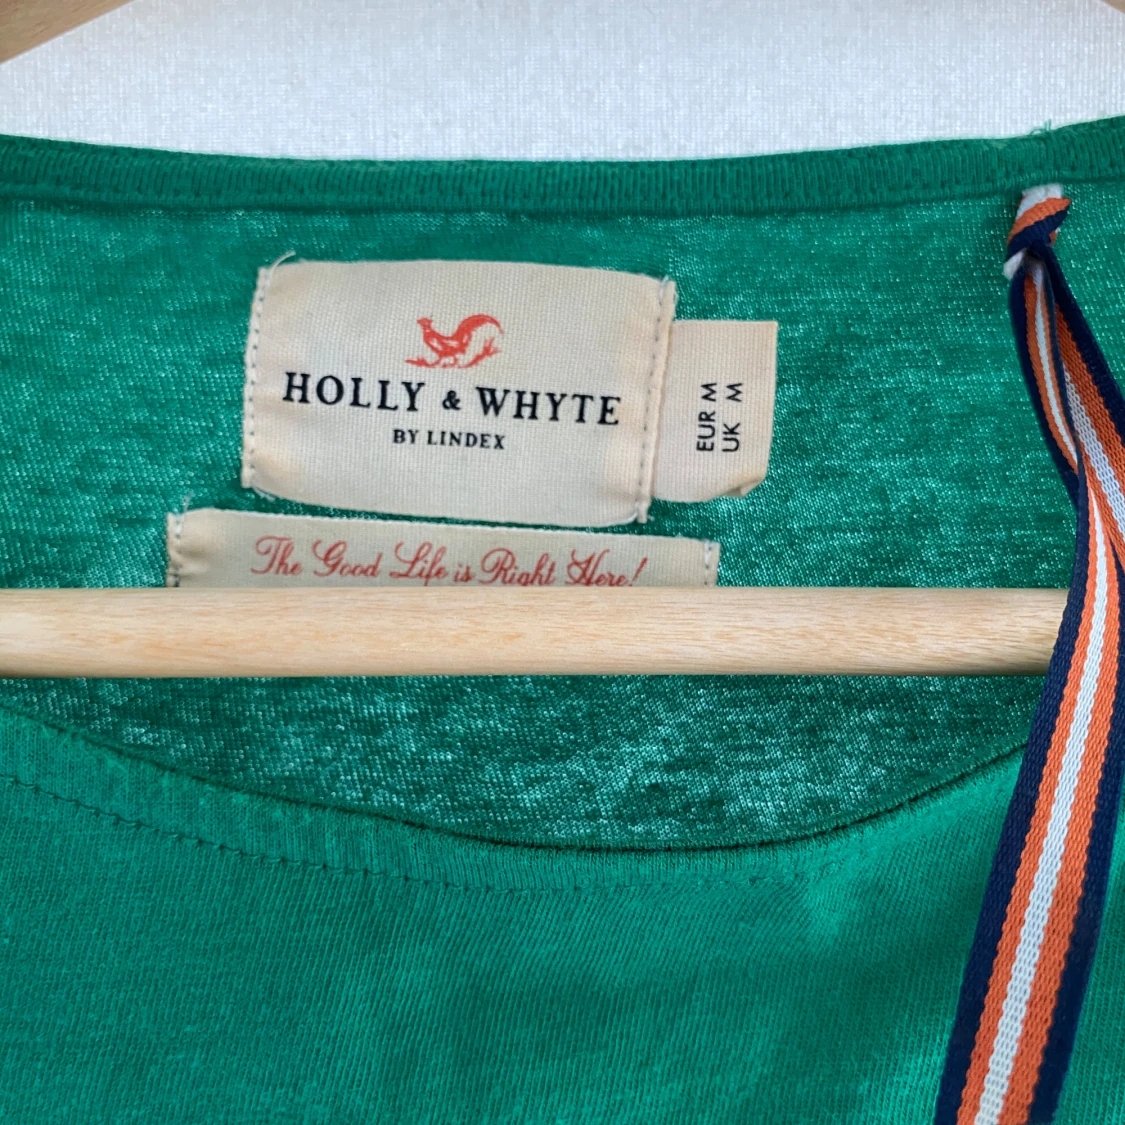 HOLLY & WHYTE
BY LINDEX
EUR M
UK M
The Good Life is Right Here!